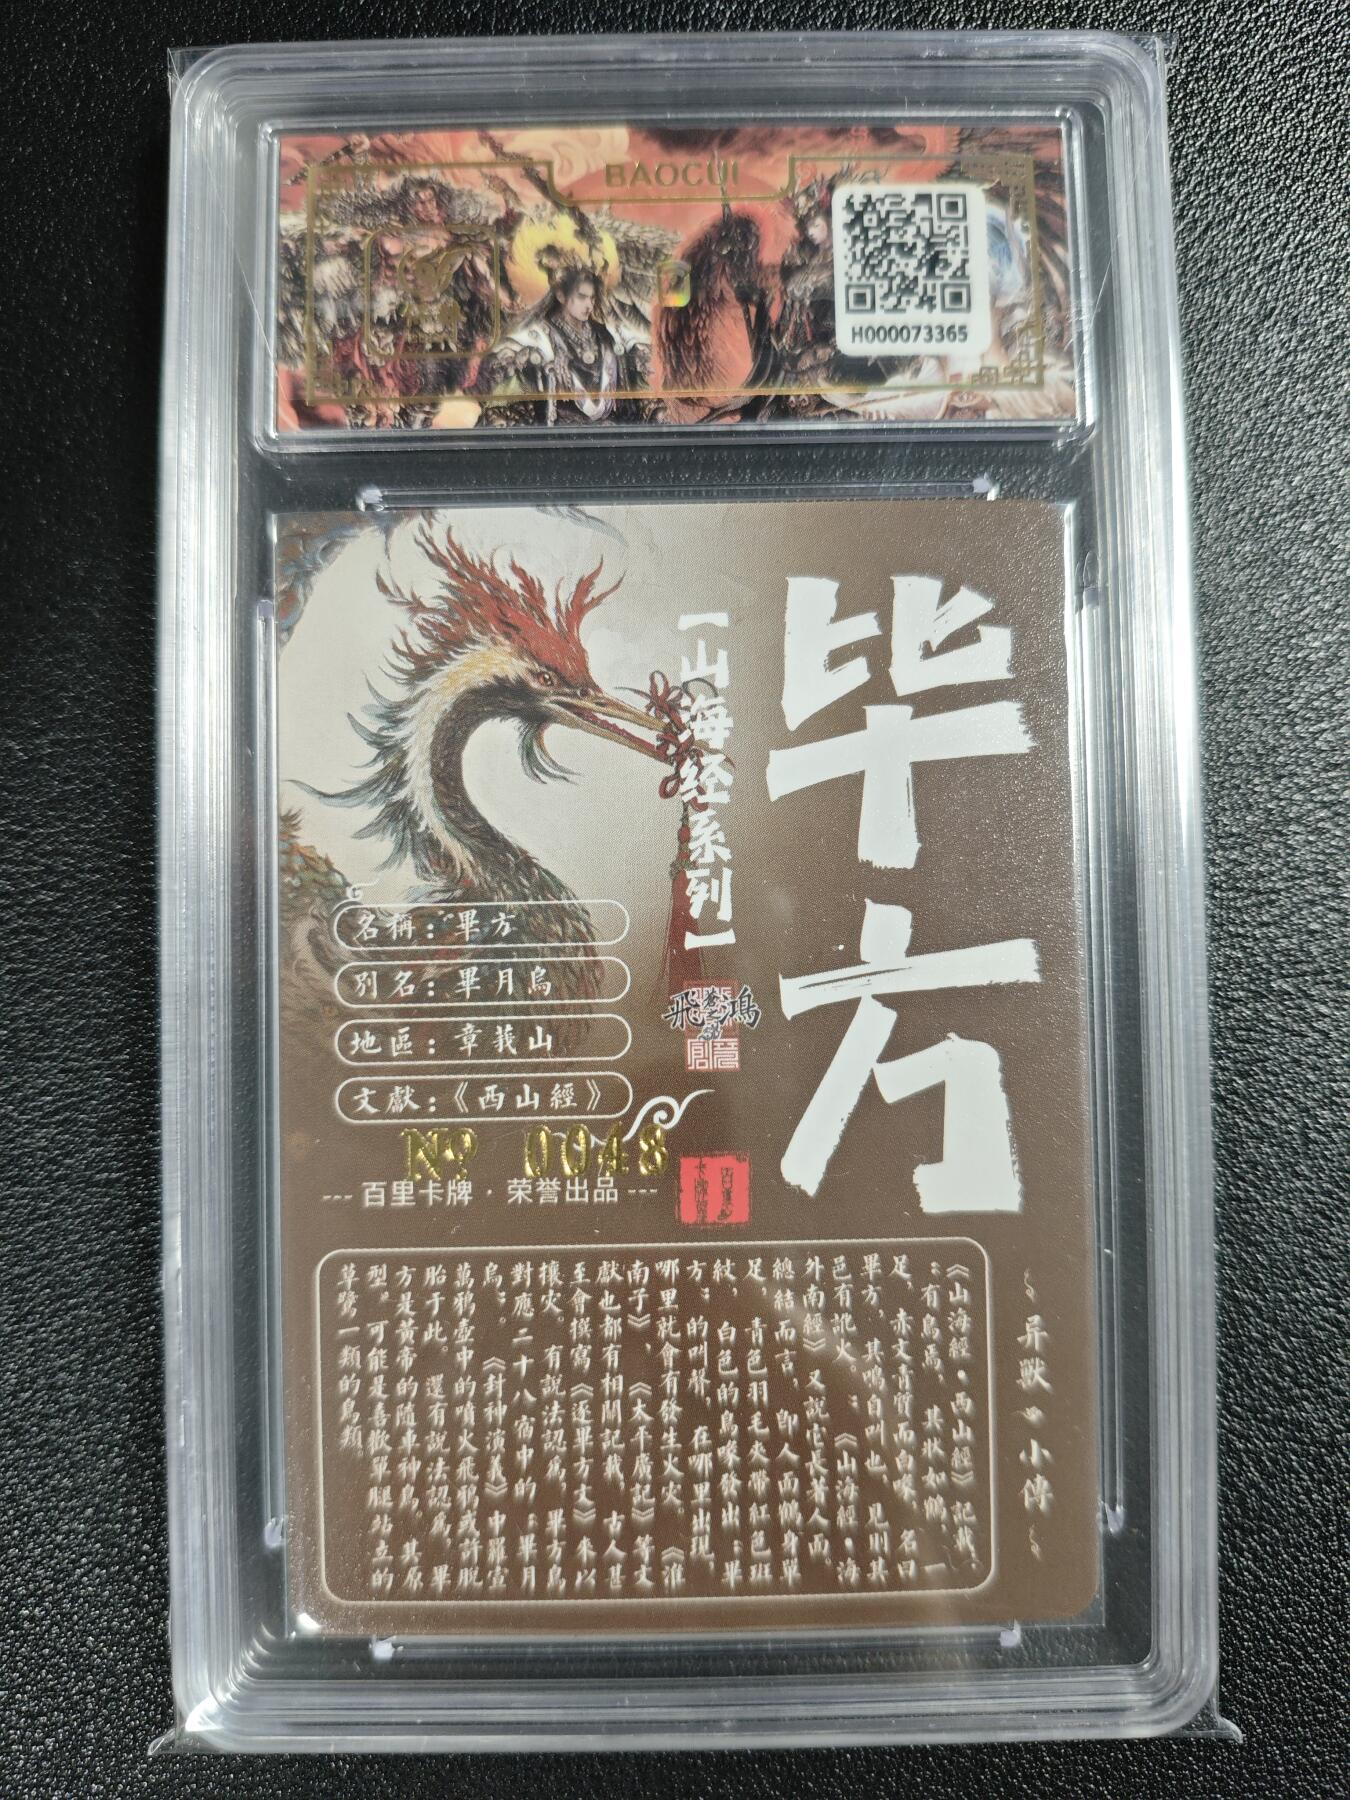 BAOCUI
H000073365
毕方
【山海经系列】
飛鴻
名稱：畢方
別名：畢月烏
地區：章莪山
文獻：《西山經》
№ 0048
--- 百里卡牌 · 荣誉出品 ---
异獸 小傳
《山海經·西山經》記載，
：有鳥焉，其狀如鶴，一
足，赤文青質而白喙，名曰
畢方，其鳴自叫也，見則其
邑有訛火。：《山海經·海
外南經》又說它長著人面。
總結而言，即人面鶴身單
足，青色羽毛夾帶紅色斑
紋，白色的鳥喙發出：畢
方：的叫聲，在哪里出現，
哪里就會有發生火災。《淮
南子》，《太平廣記》等文
獻也都有相關記載，古人甚
至會撰寫《逐畢方文》來以
攘災。有說法認爲，畢方鳥
對應二十八宿中的：畢月
烏：。《封神演義》中羅宣
萬鴉壺中的噴火飛鴉或許脫
胎于此。還有說法認爲，畢
方是黃帝的隨車神鳥，其原
型。可能是喜歡單腿站立的
草鷺一類的鳥類